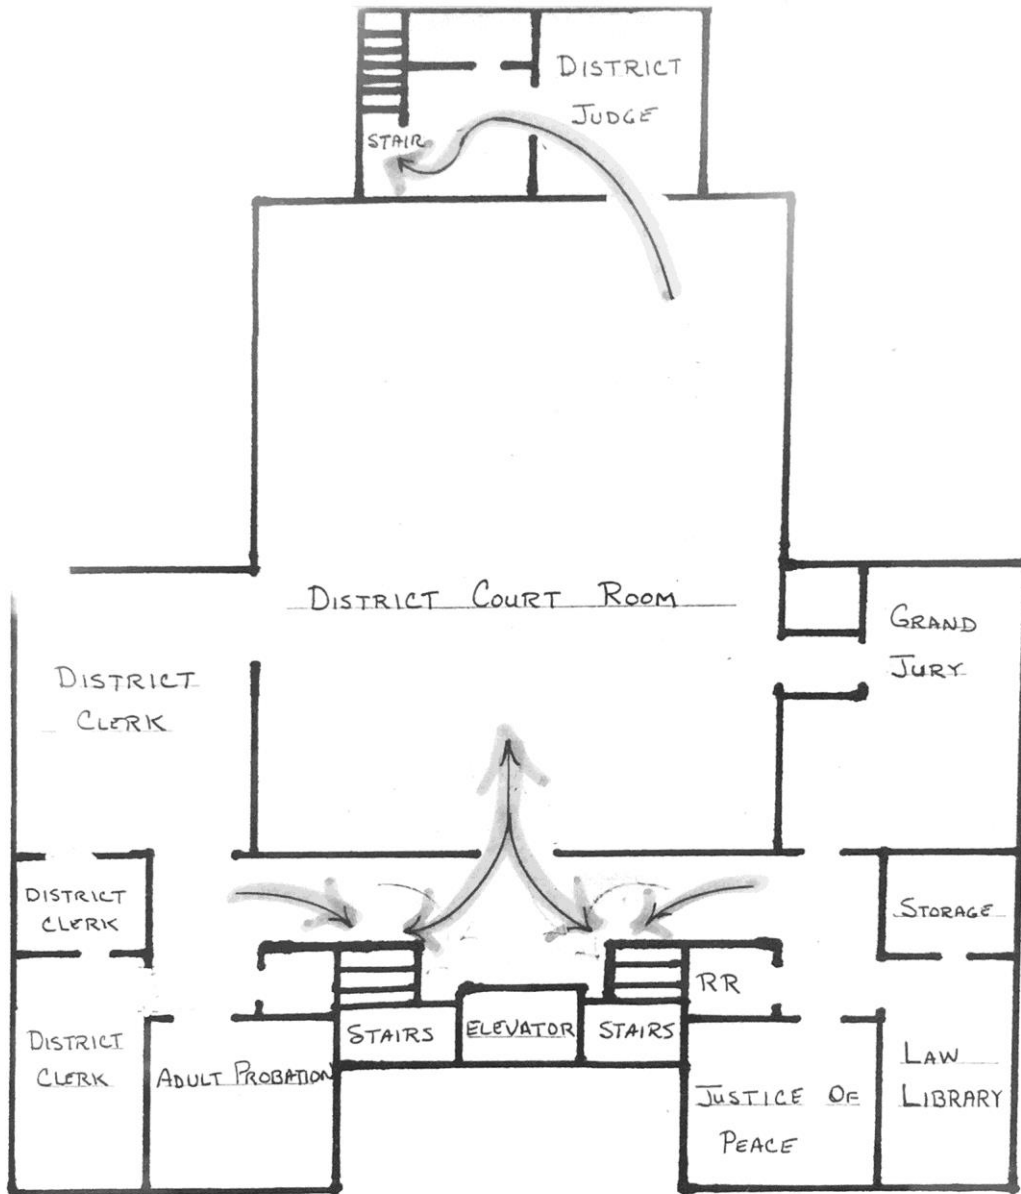 DISTRICT
JUDGE
STAIR
DISTRICT COURT ROOM
GRAND
JURY
DISTRICT
CLERK
DISTRICT
CLERK
STORAGE
RR
DISTRICT
CLERK
STAIRS
ELEVATOR
STAIRS
ADULT PROBATION
JUSTICE OF
PEACE
LAW
LIBRARY